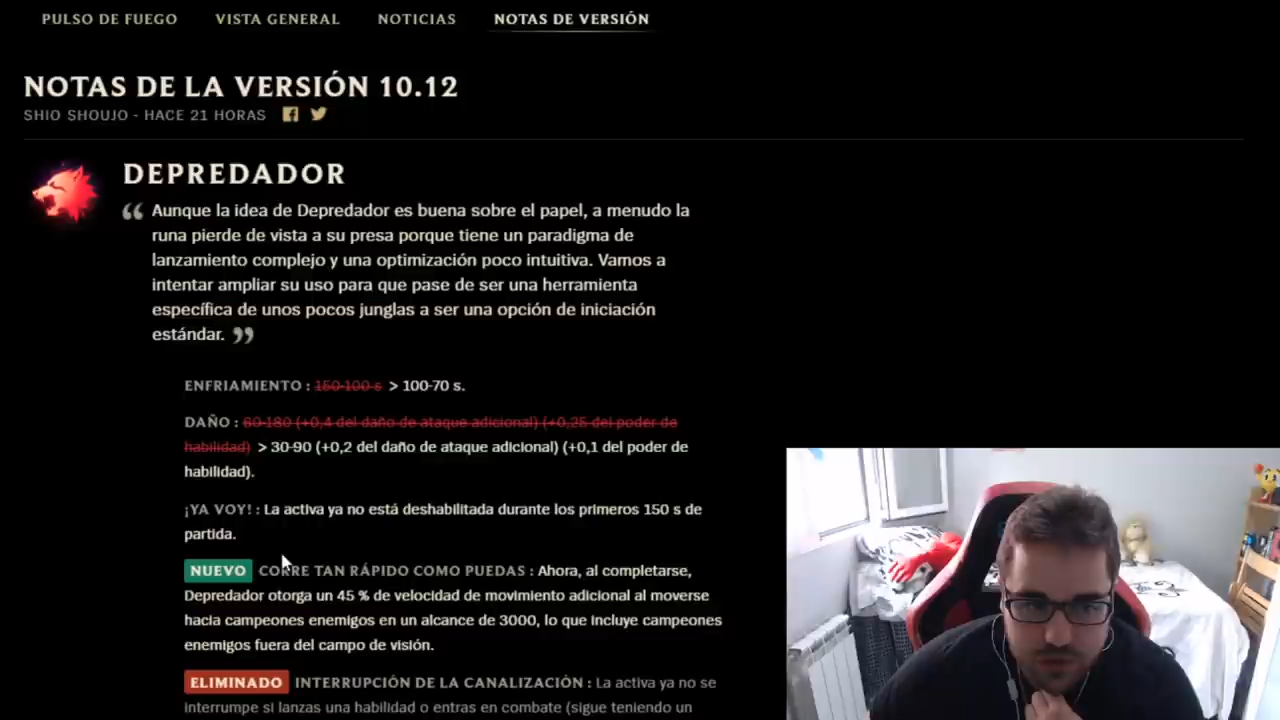 PULSO DE FUEGO VISTA GENERAL NOTICIAS NOTAS DE VERSIÓN
NOTAS DE LA VERSIÓN 10.12
SHIO SHOUJO - HACE 21 HORAS
DEPREDADOR
“ Aunque la idea de Depredador es buena sobre el papel, a menudo la
runa pierde de vista a su presa porque tiene un paradigma de
lanzamiento complejo y una optimización poco intuitiva. Vamos a
intentar ampliar su uso para que pase de ser una herramienta
específica de unos pocos junglas a ser una opción de iniciación
estándar. ”
ENFRIAMIENTO : 150-100 s > 100-70 s.
DAÑO : 60-180 (+0,4 del daño de ataque adicional) (+0,25 del poder de
habilidad) > 30-90 (+0,2 del daño de ataque adicional) (+0,1 del poder de
habilidad).
¡YA VOY! : La activa ya no está deshabilitada durante los primeros 150 s de
partida.
NUEVO CORRE TAN RÁPIDO COMO PUEDAS : Ahora, al completarse,
Depredador otorga un 45 % de velocidad de movimiento adicional al moverse
hacia campeones enemigos en un alcance de 3000, lo que incluye campeones
enemigos fuera del campo de visión.
ELIMINADO INTERRUPCIÓN DE LA CANALIZACIÓN : La activa ya no se
interrumpe si lanzas una habilidad o entras en combate (sigue teniendo un